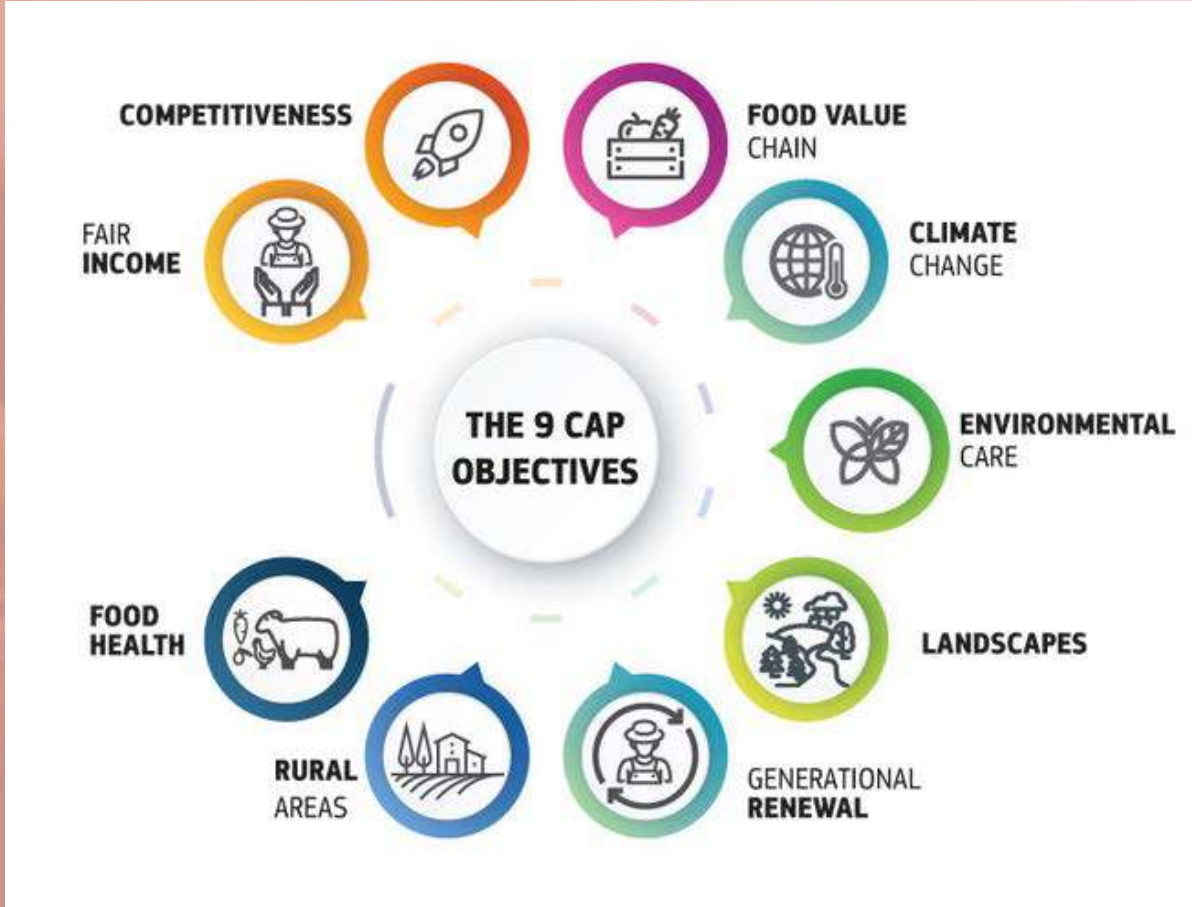 THE 9 CAP
OBJECTIVES
FAIR
INCOME
COMPETITIVENESS
FOOD VALUE
CHAIN
CLIMATE
CHANGE
ENVIRONMENTAL
CARE
LANDSCAPES
GENERATIONAL
RENEWAL
RURAL
AREAS
FOOD
HEALTH